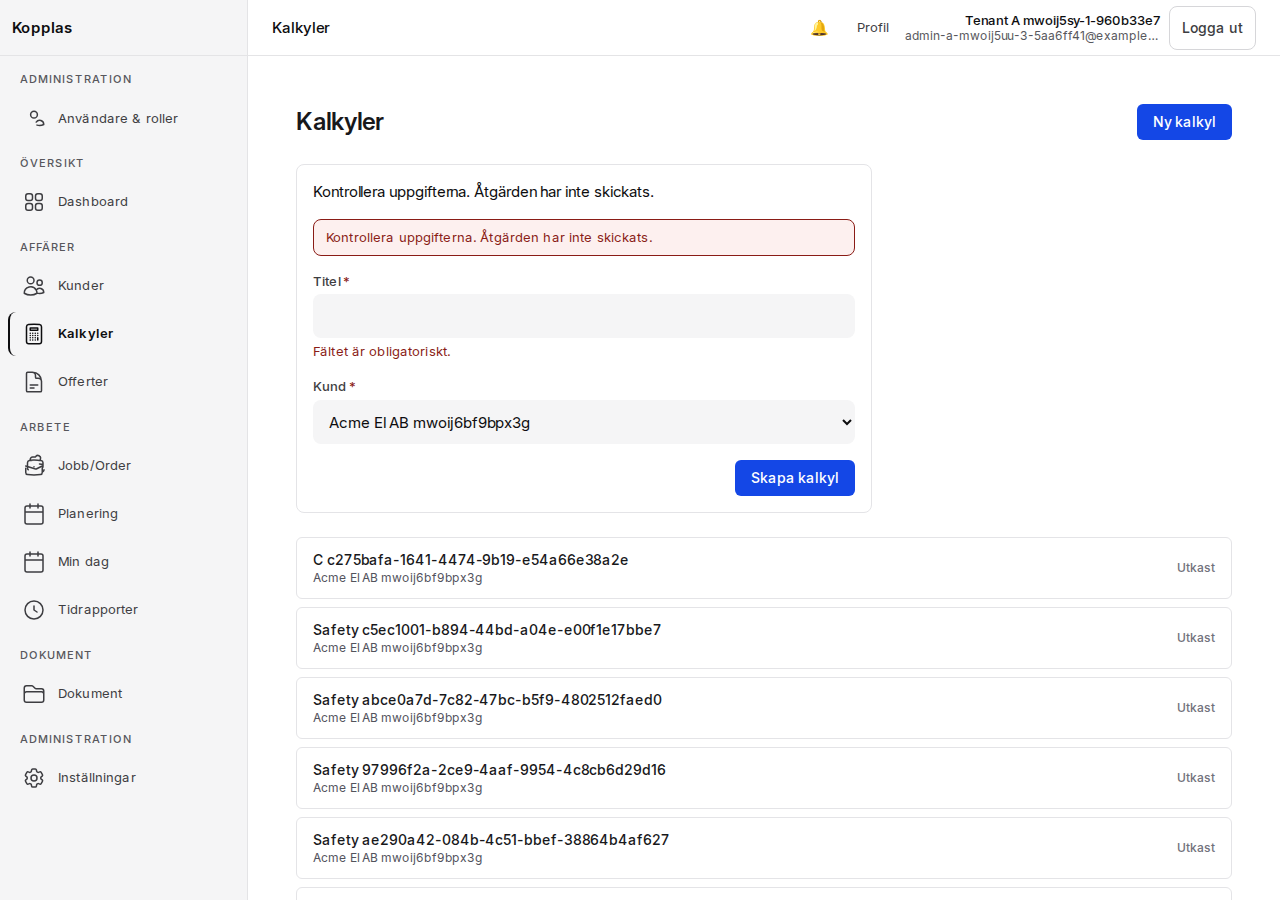 Kopplas
Kalkyler
🔔
Profil
Tenant A mwoij5sy-1-960b33e7
admin-a-mwoij5uu-3-5aa6ff41@example...
Logga ut
ADMINISTRATION
Användare & roller
ÖVERSIKT
Dashboard
AFFÄRER
Kunder
Kalkyler
Offerter
ARBETE
Jobb/Order
Planering
Min dag
Tidrapporter
DOKUMENT
Dokument
ADMINISTRATION
Inställningar
Kalkyler
Ny kalkyl
Kontrollera uppgifterna. Åtgärden har inte skickats.
Kontrollera uppgifterna. Åtgärden har inte skickats.
Titel *
Fältet är obligatoriskt.
Kund *
Acme El AB mwoij6bf9bpx3g
Skapa kalkyl
C c275bafa-1641-4474-9b19-e54a66e38a2e
Acme El AB mwoij6bf9bpx3g
Utkast
Safety c5ec1001-b894-44bd-a04e-e00f1e17bbe7
Acme El AB mwoij6bf9bpx3g
Utkast
Safety abce0a7d-7c82-47bc-b5f9-4802512faed0
Acme El AB mwoij6bf9bpx3g
Utkast
Safety 97996f2a-2ce9-4aaf-9954-4c8cb6d29d16
Acme El AB mwoij6bf9bpx3g
Utkast
Safety ae290a42-084b-4c51-bbef-38864b4af627
Acme El AB mwoij6bf9bpx3g
Utkast